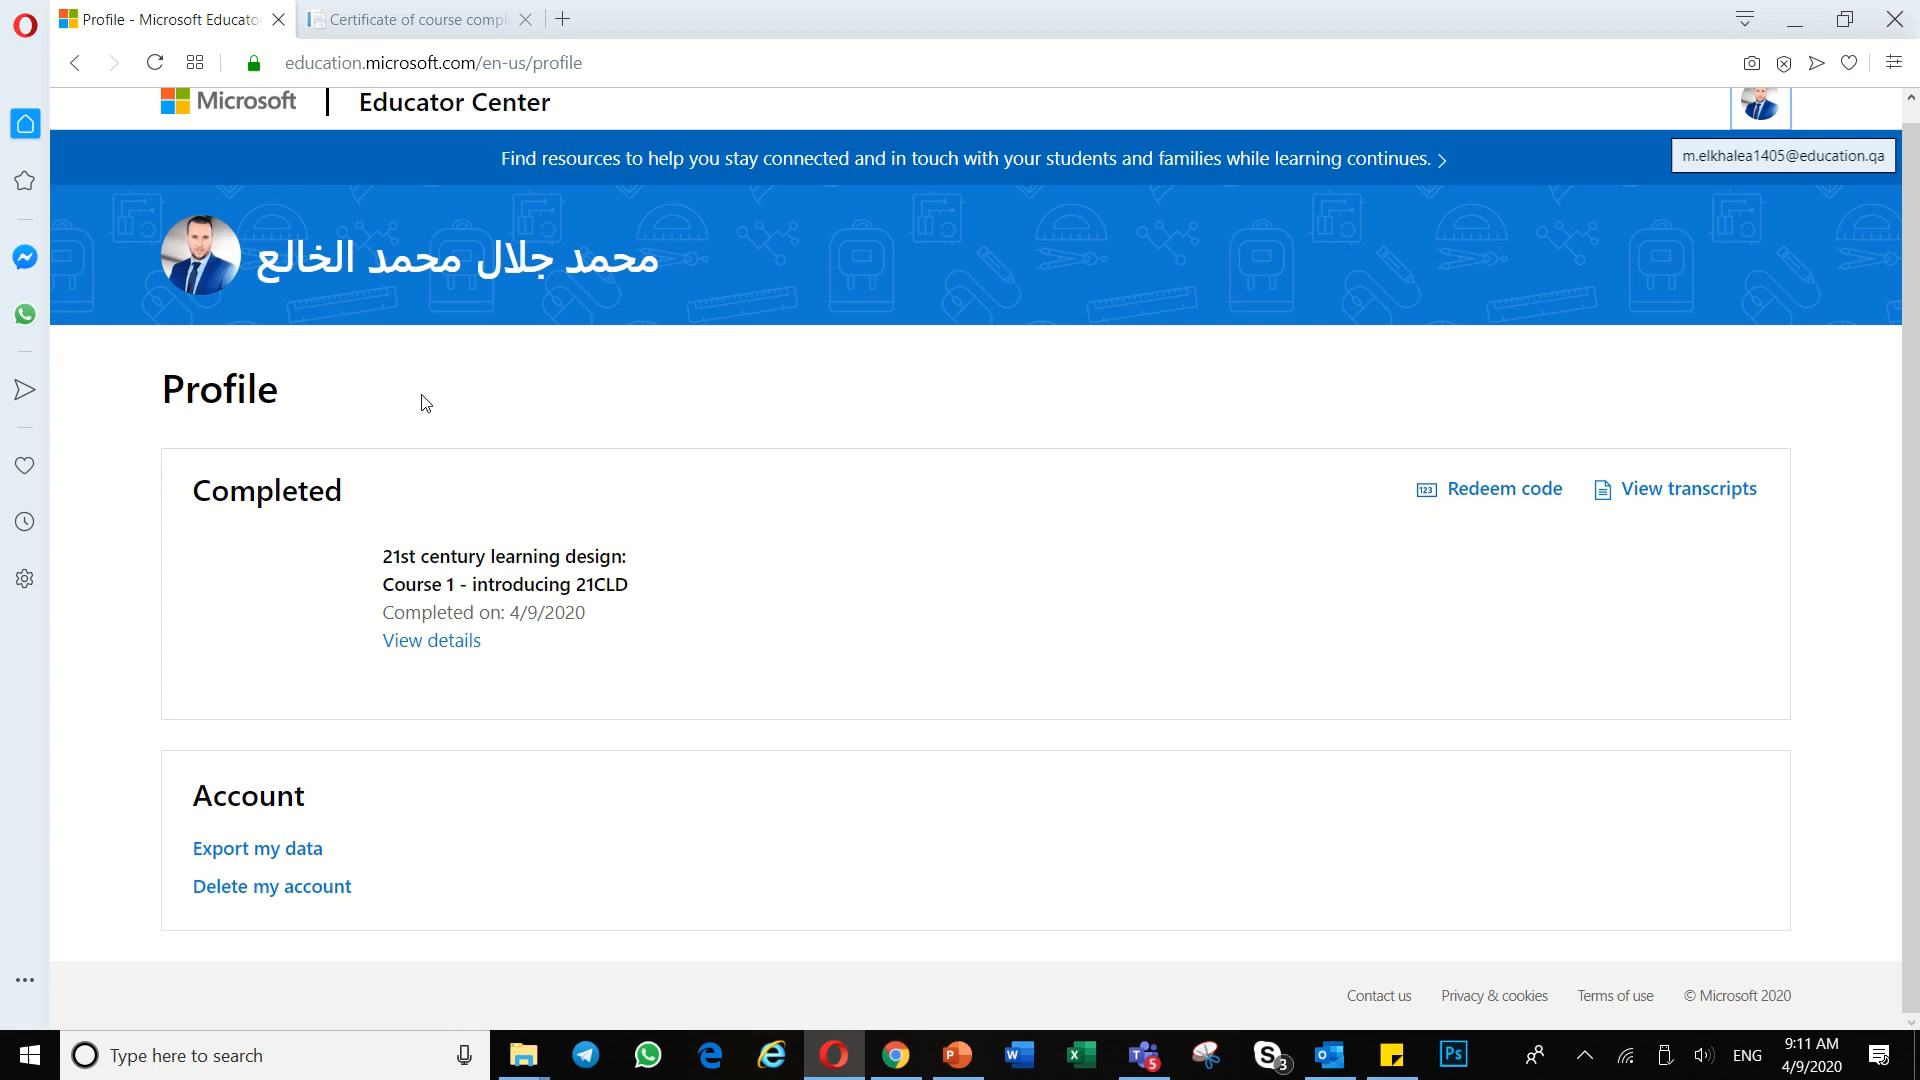 Profile - Microsoft Educator
Certificate of course compl
education.microsoft.com/en-us/profile
Microsoft | Educator Center
Find resources to help you stay connected and in touch with your students and families while learning continues.
m.elkhalea1405@education.qa
محمد جلال محمد الخالع
Profile
Completed
Redeem code
View transcripts
21st century learning design:
Course 1 - introducing 21CLD
Completed on: 4/9/2020
View details
Account
Export my data
Delete my account
Contact us
Privacy & cookies
Terms of use
© Microsoft 2020
Type here to search
5
3
Ps
ENG
9:11 AM
4/9/2020